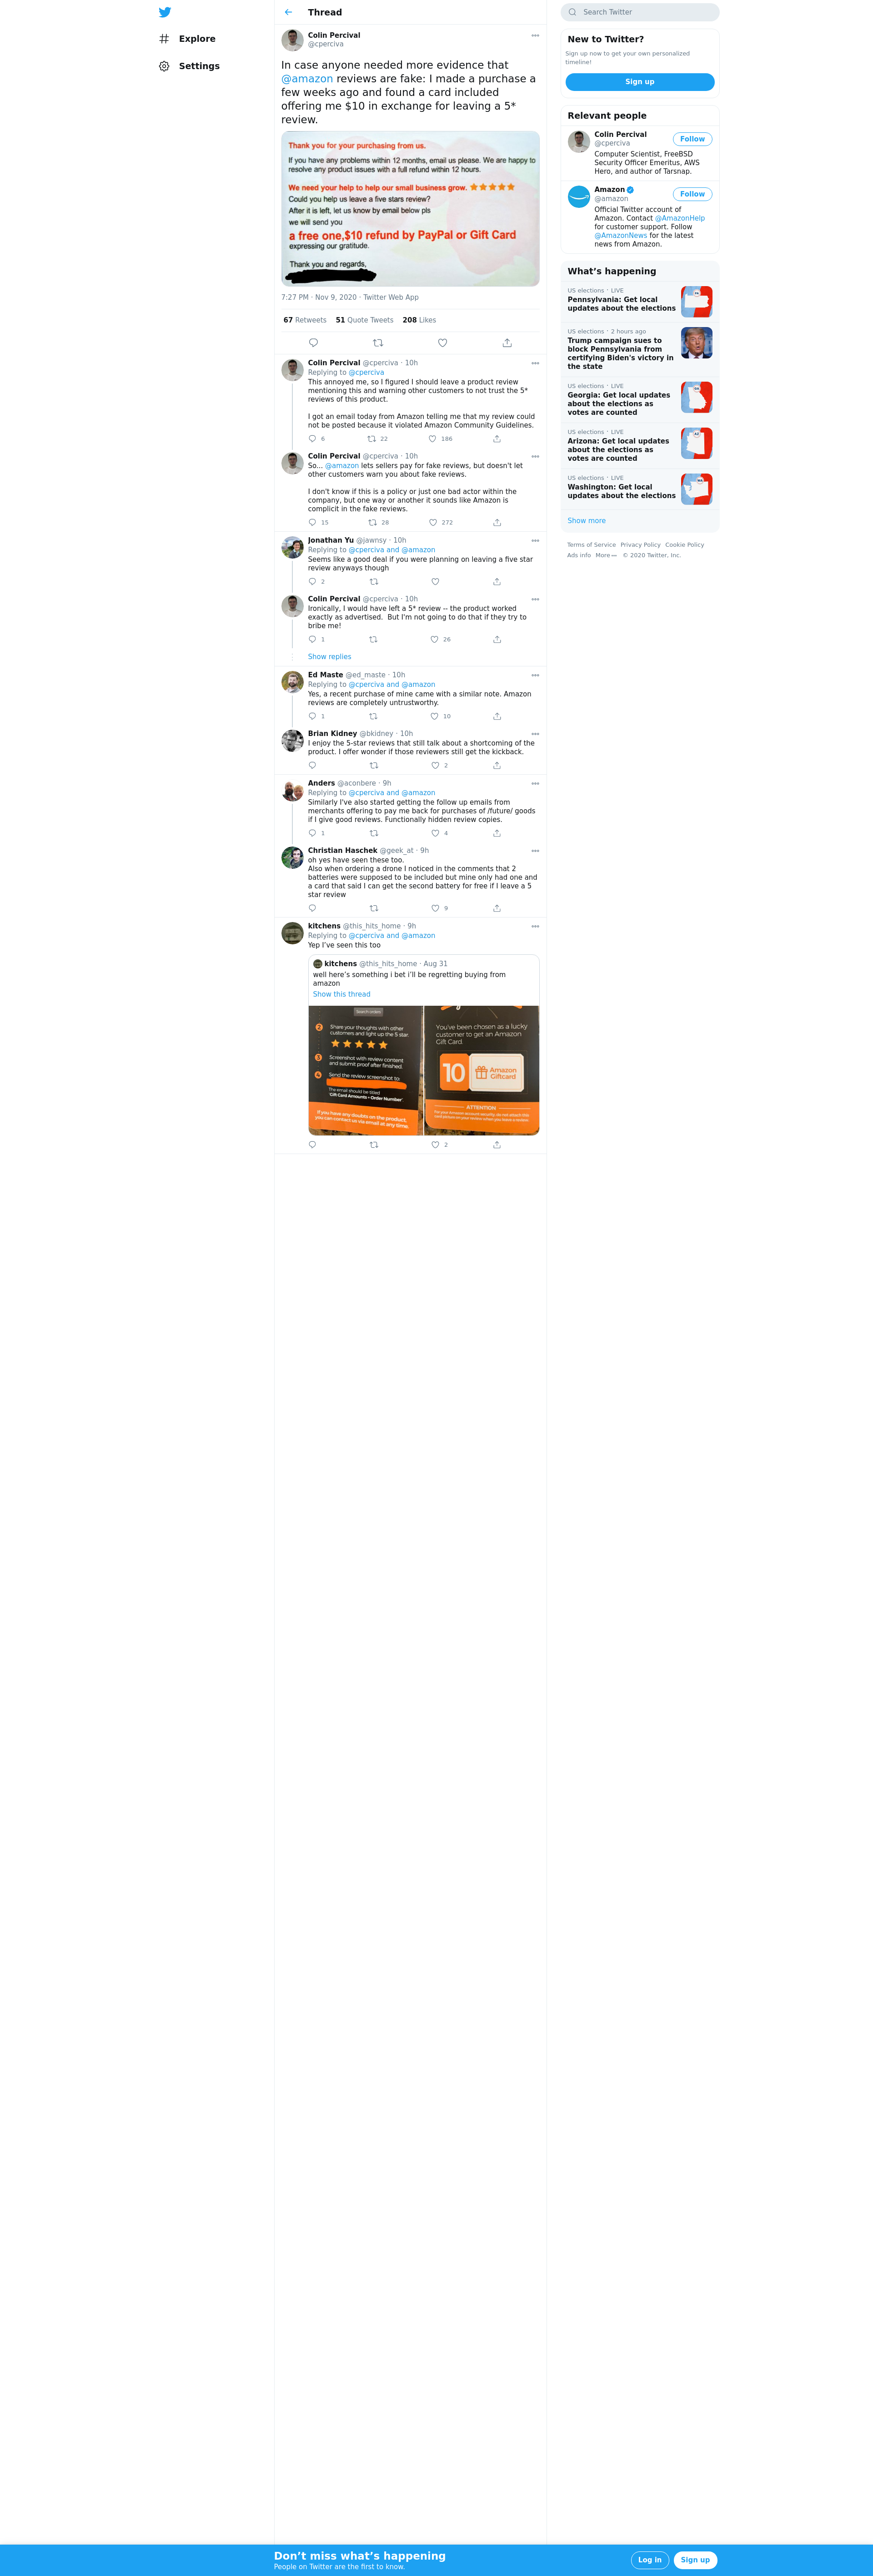 Explore
Settings
Thread
Colin Percival
@cperciva
In case anyone needed more evidence that
@amazon reviews are fake: I made a purchase a
few weeks ago and found a card included
offering me $10 in exchange for leaving a 5*
review.
Thank you for your purchasing from us.
If you have any problems within 12 months, email us please. We are happy to
resolve any product issues with a full refund within 12 hours.
We need your help to help our small business grow.
Could you help us leave a five stars review?
After it is left, let us know by email below pls
we will send you
a free one,$10 refund by PayPal or Gift Card
expressing our gratitude.
Thank you and regards,
7:27 PM · Nov 9, 2020 · Twitter Web App
67 Retweets 51 Quote Tweets 208 Likes
Colin Percival @cperciva · 10h
Replying to @cperciva
This annoyed me, so I figured I should leave a product review
mentioning this and warning other customers to not trust the 5*
reviews of this product.
I got an email today from Amazon telling me that my review could
not be posted because it violated Amazon Community Guidelines.
6 22 186
Colin Percival @cperciva · 10h
So... @amazon lets sellers pay for fake reviews, but doesn't let
other customers warn you about fake reviews.
I don't know if this is a policy or just one bad actor within the
company, but one way or another it sounds like Amazon is
complicit in the fake reviews.
15 28 272
Jonathan Yu @jawnsy · 10h
Replying to @cperciva and @amazon
Seems like a good deal if you were planning on leaving a five star
review anyways though
2
Colin Percival @cperciva · 10h
Ironically, I would have left a 5* review -- the product worked
exactly as advertised. But I'm not going to do that if they try to
bribe me!
1 26
Show replies
Ed Maste @ed_maste · 10h
Replying to @cperciva and @amazon
Yes, a recent purchase of mine came with a similar note. Amazon
reviews are completely untrustworthy.
1 10
Brian Kidney @bkidney · 10h
I enjoy the 5-star reviews that still talk about a shortcoming of the
product. I offer wonder if those reviewers still get the kickback.
2
Anders @aconbere · 9h
Replying to @cperciva and @amazon
Similarly I've also started getting the follow up emails from
merchants offering to pay me back for purchases of /future/ goods
if I give good reviews. Functionally hidden review copies.
1 4
Christian Haschek @geek_at · 9h
oh yes have seen these too.
Also when ordering a drone I noticed in the comments that 2
batteries were supposed to be included but mine only had one and
a card that said I can get the second battery for free if I leave a 5
star review
9
kitchens @this_hits_home · 9h
Replying to @cperciva and @amazon
Yep I've seen this too
kitchens @this_hits_home · Aug 31
well here's something i bet i'll be regretting buying from
amazon
Show this thread
Search orders
2 Share your thoughts with other
customers and light up the 5 star.
3 Screenshot with review content
and submit proof after finished.
4 Send the review screenshot to:
The email should be titled
"Gift Card Amounts + Order Number".
If you have any doubts on the product,
you can contact us via email at any time.
You've been chosen as a lucky
customer to get an Amazon
Gift Card.
10 Amazon
Giftcard
ATTENTION
2
Search Twitter
New to Twitter?
Sign up now to get your own personalized
timeline!
Sign up
Relevant people
Colin Percival
@cperciva
Follow
Computer Scientist, FreeBSD
Security Officer Emeritus, AWS
Hero, and author of Tarsnap.
Amazon
@amazon
Follow
Official Twitter account of
Amazon. Contact @AmazonHelp
for customer support. Follow
@AmazonNews for the latest
news from Amazon.
What's happening
US elections · LIVE
Pennsylvania: Get local
updates about the elections
US elections · 2 hours ago
Trump campaign sues to
block Pennsylvania from
certifying Biden's victory in
the state
US elections · LIVE
Georgia: Get local updates
about the elections as
votes are counted
US elections · LIVE
Arizona: Get local updates
about the elections as
votes are counted
US elections · LIVE
Washington: Get local
updates about the elections
Show more
Terms of Service Privacy Policy Cookie Policy
Ads info More © 2020 Twitter, Inc.
Don't miss what's happening
People on Twitter are the first to know.
Log in
Sign up